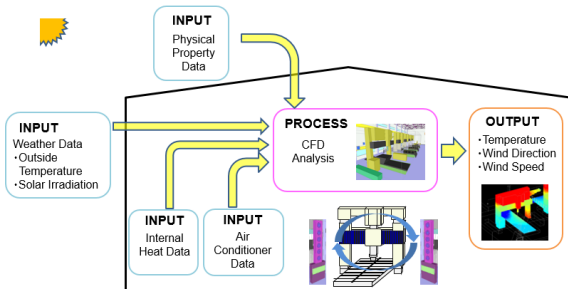 INPUT
Physical
Property
Data
INPUT
Weather Data
•Outside
Temperature
•Solar Irradiation
PROCESS
CFD
Analysis
OUTPUT
•Temperature
•Wind Direction
•Wind Speed
INPUT
Internal
Heat Data
INPUT
Air
Conditioner
Data